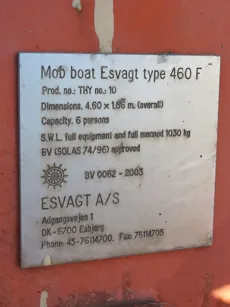 Mob boat Esvagt type 460 F
Prod. no.: THY no.: 10
Dimensions. 4.60 x 1.86 m. (overall)
Capacity. 6 persons
S.W.L. full equipment and full manned 1030 kg
BV (SOLAS 74/96) approved
BV 0062 - 2003
ESVAGT A/S
Adgangsvejen 1
DK-6700 Esbjerg
Phone: 45-76114700. Fax: 76114705